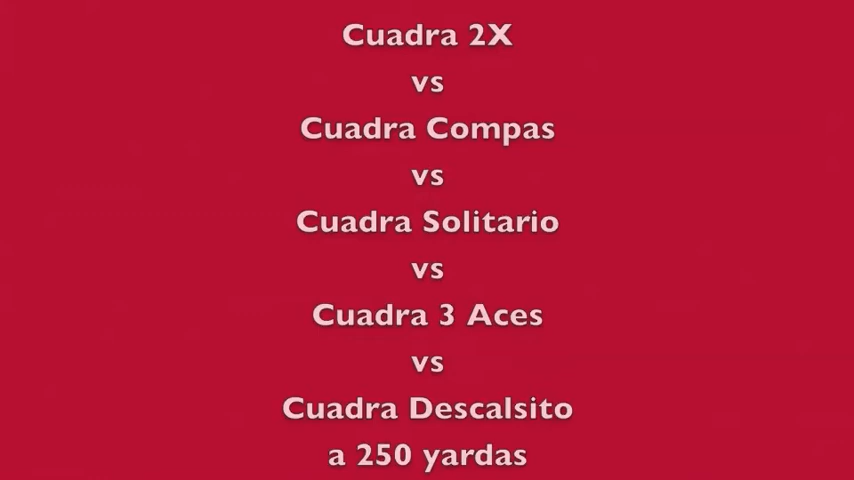 Cuadra 2X
vs
Cuadra Compas
vs
Cuadra Solitario
vs
Cuadra 3 Aces
vs
Cuadra Descalsito
a 250 yardas